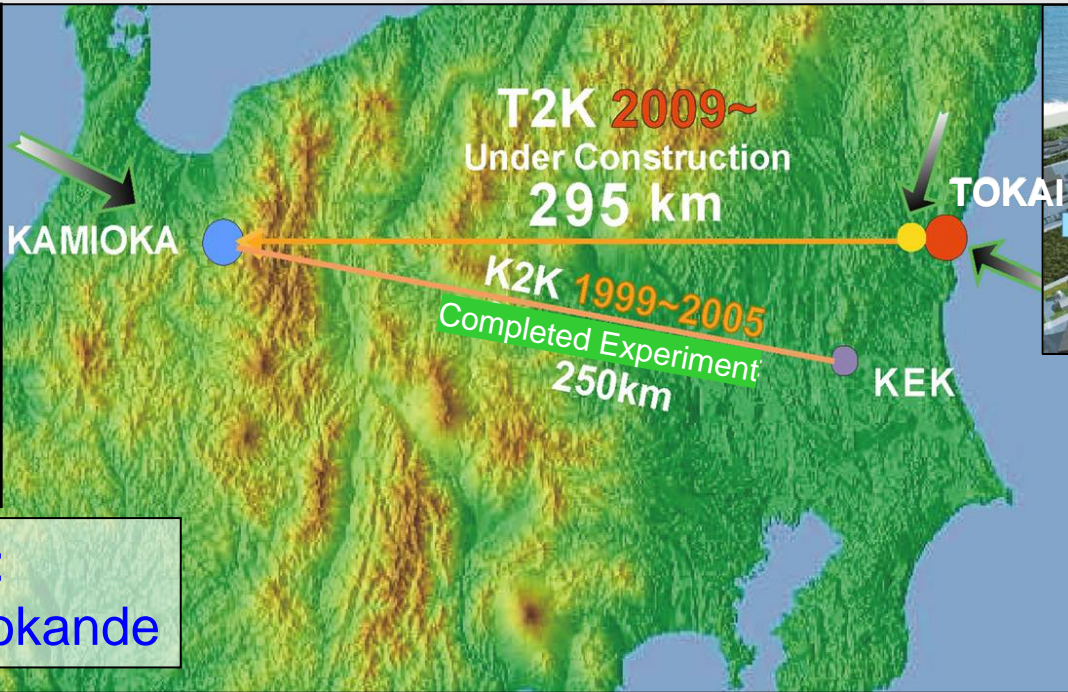 T2K 2009~
Under Construction
295 km
TOKAI
KAMIOKA
K2K 1999~2005
Completed Experiment
250km
KEK
okande